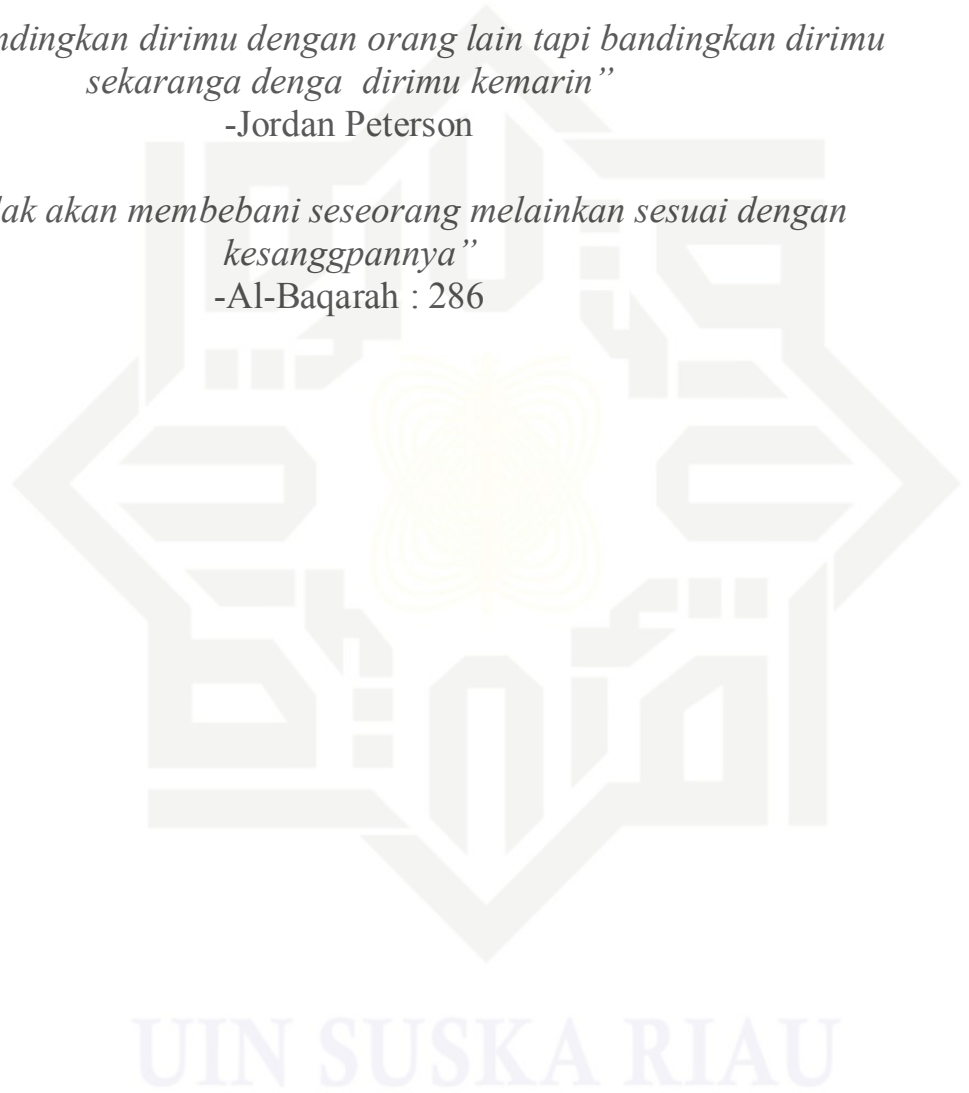 ndingkan dirimu dengan orang lain tapi bandingkan dirimu
sekaranga denga dirimu kemarin”
-Jordan Peterson
lak akan membebani seseorang melainkan sesuai dengan
kesanggpannya”
-Al-Baqarah : 286
UIN SUSKA RIAU